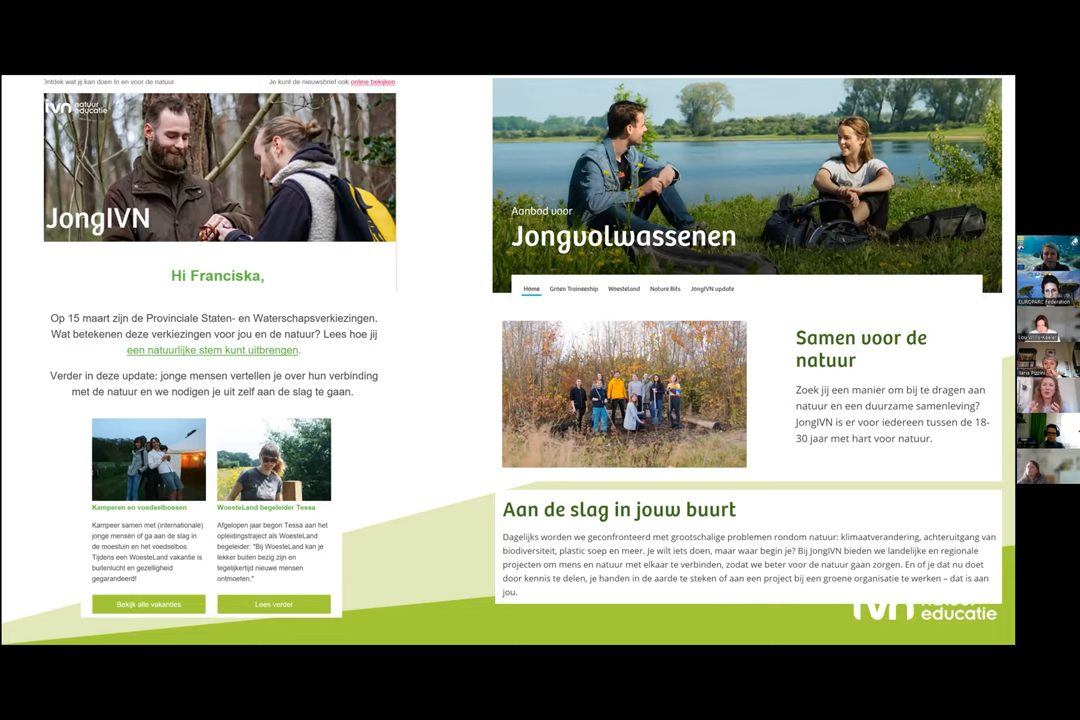 Ontdek wat jij kan doen in en voor de natuur.
Je kunt de nieuwsbrief ook online bekijken
ivn natuur
educatie
JongIVN
Hi Franciska,
Op 15 maart zijn de Provinciale Staten- en Waterschapsverkiezingen.
Wat betekenen deze verkiezingen voor jou en de natuur? Lees hoe jij
een natuurlijke stem kunt uitbrengen.
Verder in deze update: jonge mensen vertellen je over hun verbinding
met de natuur en we nodigen je uit zelf aan de slag te gaan.
Kamperen en voedselbossen
Kampeer samen met (internationale)
jonge mensen of ga aan de slag in
de moestuin en het voedselbos.
Tijdens een WoesteLand vakantie is
buitenlucht en gezelligheid
gegarandeerd!
Bekijk alle vakanties
WoesteLand begeleider Tessa
Afgelopen jaar begon Tessa aan het
opleidingstraject als WoesteLand
begeleider: "Bij WoesteLand kan je
lekker buiten bezig zijn en
tegelijkertijd nieuwe mensen
ontmoeten."
Lees verder
Aanbod voor
Jongvolwassenen
Home Groen Traineeship Woesteland Nature Bits JongIVN update
Samen voor de
natuur
Zoek jij een manier om bij te dragen aan
natuur en een duurzame samenleving?
JongIVN is er voor iedereen tussen de 18-
30 jaar met hart voor natuur.
Aan de slag in jouw buurt
Dagelijks worden we geconfronteerd met grootschalige problemen rondom natuur: klimaatverandering, achteruitgang van
biodiversiteit, plastic soep en meer. Je wilt iets doen, maar waar begin je? Bij JongIVN bieden we landelijke en regionale
projecten om mens en natuur met elkaar te verbinden, zodat we beter voor de natuur gaan zorgen. En of je dat nu doet
door kennis te delen, je handen in de aarde te steken of aan een project bij een groene organisatie te werken – dat is aan
jou.
ivn natuur
educatie
EUROPARC Federation
Ilaria Pizzini